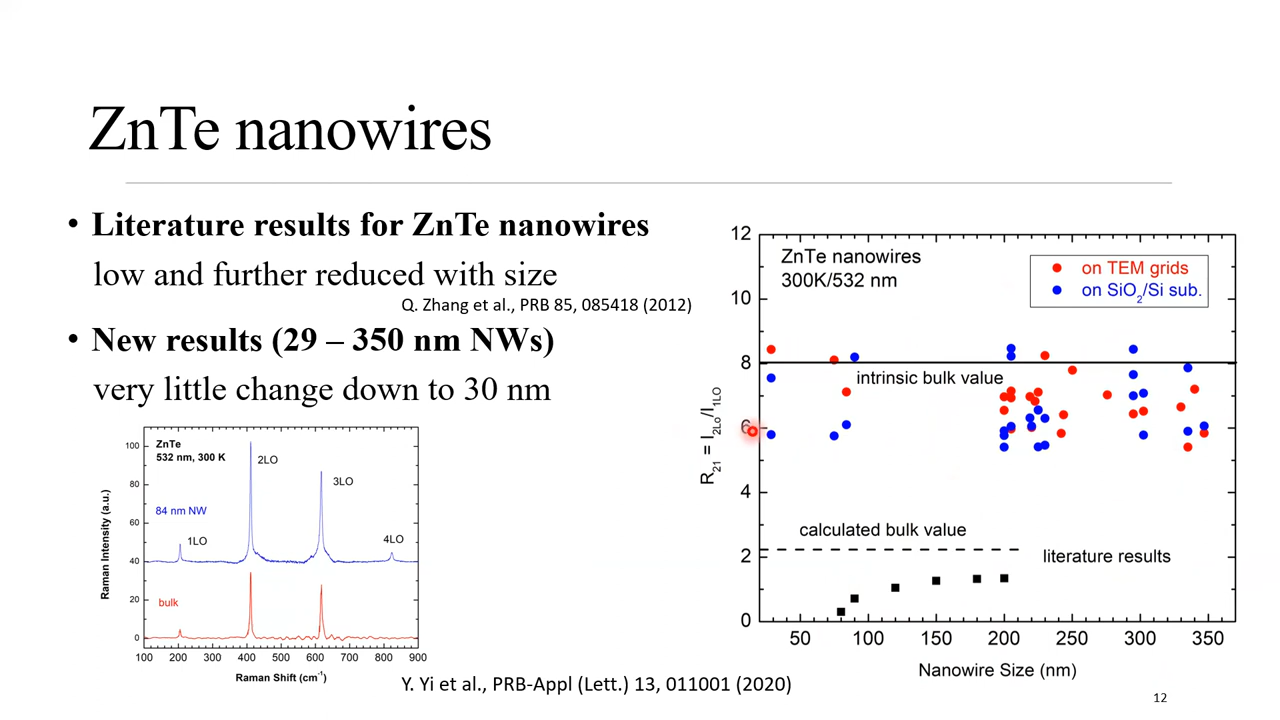 ZnTe nanowires
• Literature results for ZnTe nanowires
low and further reduced with size
Q. Zhang et al., PRB 85, 085418 (2012)
• New results (29 – 350 nm NWs)
very little change down to 30 nm
ZnTe
532 nm, 300 K
2LO
3LO
84 nm NW
1LO
4LO
bulk
Raman Intensity (a.u.)
100
80
60
40
20
0
100 200 300 400 500 600 700 800 900
Raman Shift (cm⁻¹)
12
10
8
6
4
2
0
R₂₁ = I₂Lo/I₁LO
ZnTe nanowires
300K/532 nm
on TEM grids
on SiO₂/Si sub.
intrinsic bulk value
calculated bulk value
literature results
50 100 150 200 250 300 350
Nanowire Size (nm)
Y. Yi et al., PRB-Appl (Lett.) 13, 011001 (2020)
12